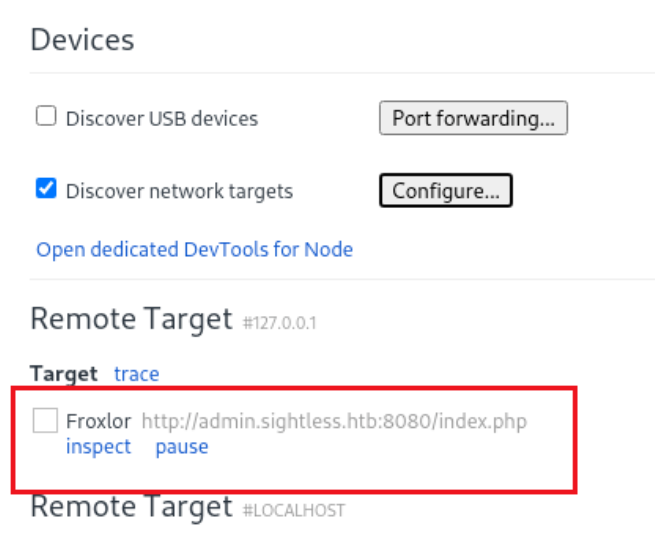 Devices
Discover USB devices Port forwarding...
Discover network targets Configure...
Open dedicated DevTools for Node
Remote Target #127.0.0.1
Target trace
Froxlor http://admin.sightless.htb:8080/index.php
inspect pause
Remote Target #LOCALHOST